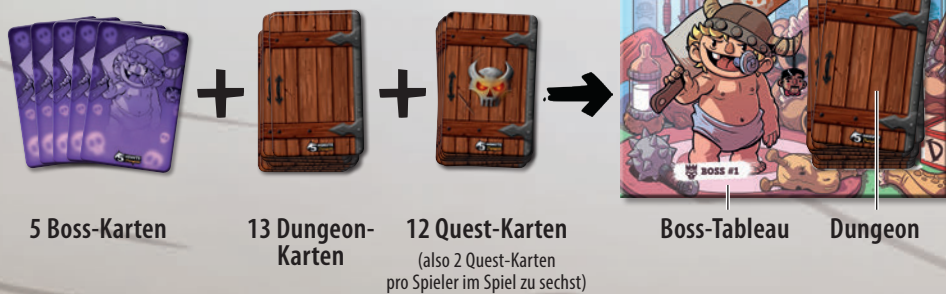 BOSS #1
5 Boss-Karten
13 Dungeon-
Karten
12 Quest-Karten
(also 2 Quest-Karten
pro Spieler im Spiel zu sechst)
Boss-Tableau
Dungeon